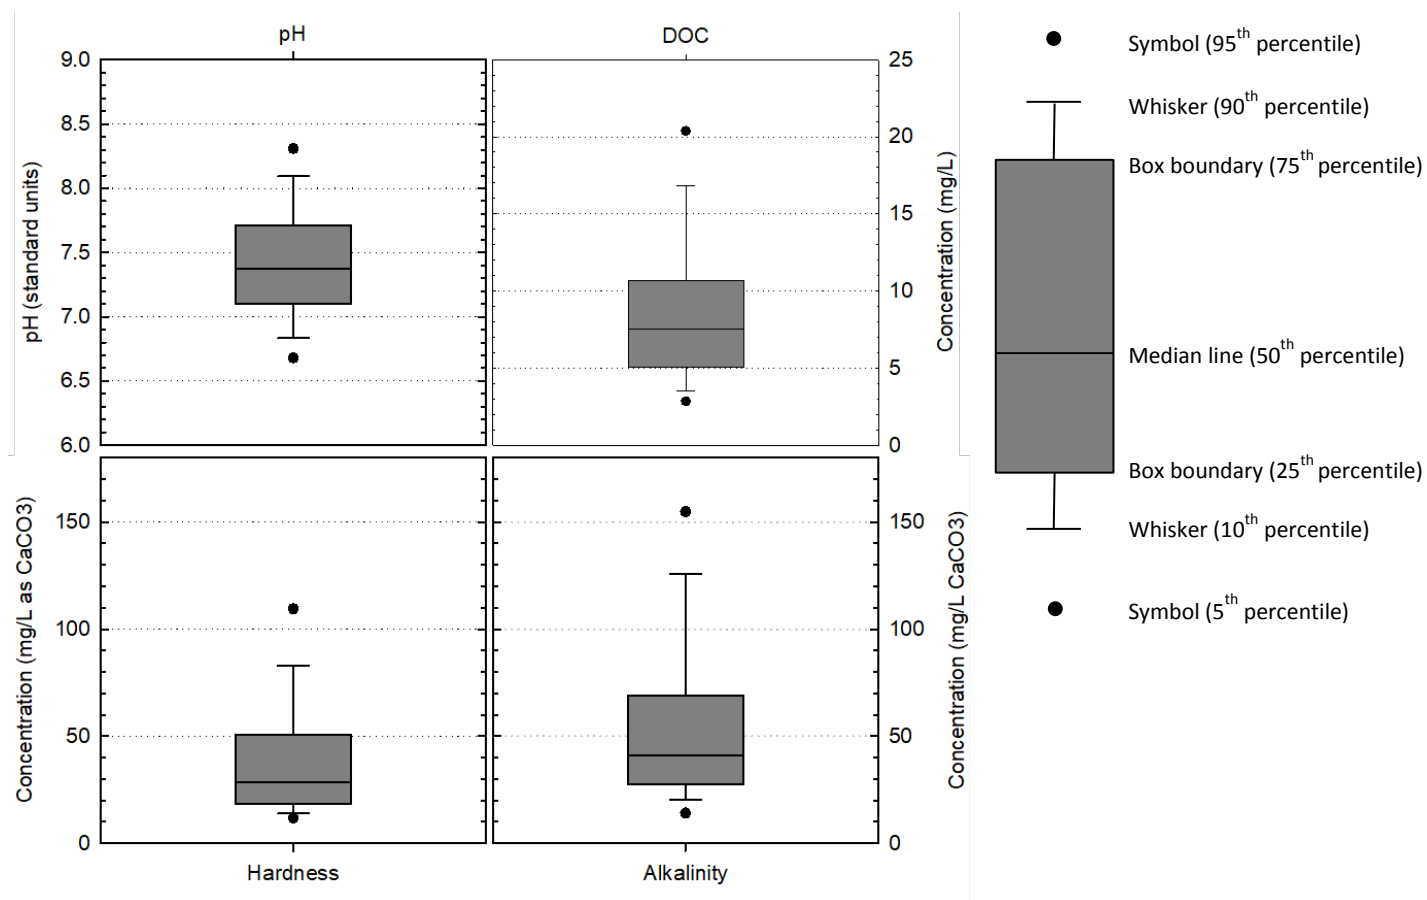 pH
DOC
pH (standard units)
9.0
8.5
8.0
7.5
7.0
6.5
6.0
25
20
15
10
5
0
Concentration (mg/L)
Concentration (mg/L as CaCO3)
150
100
50
0
150
100
50
0
Concentration (mg/L CaCO3)
Hardness
Alkalinity
Symbol (95th percentile)
Whisker (90th percentile)
Box boundary (75th percentile)
Median line (50th percentile)
Box boundary (25th percentile)
Whisker (10th percentile)
Symbol (5th percentile)